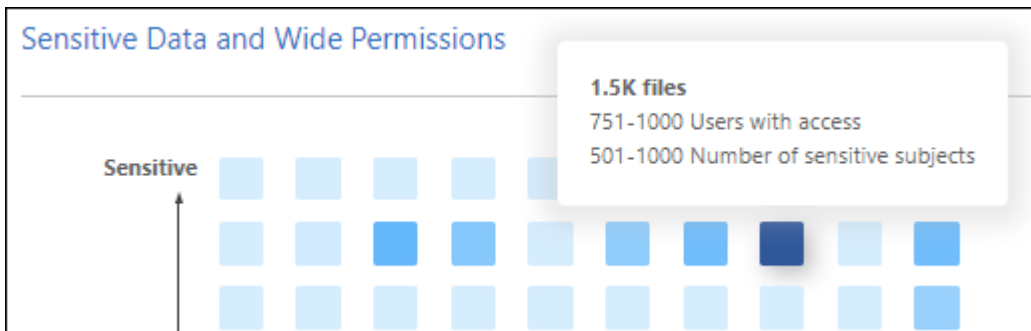 Sensitive Data and Wide Permissions
1.5K files
751-1000 Users with access
501-1000 Number of sensitive subjects
Sensitive